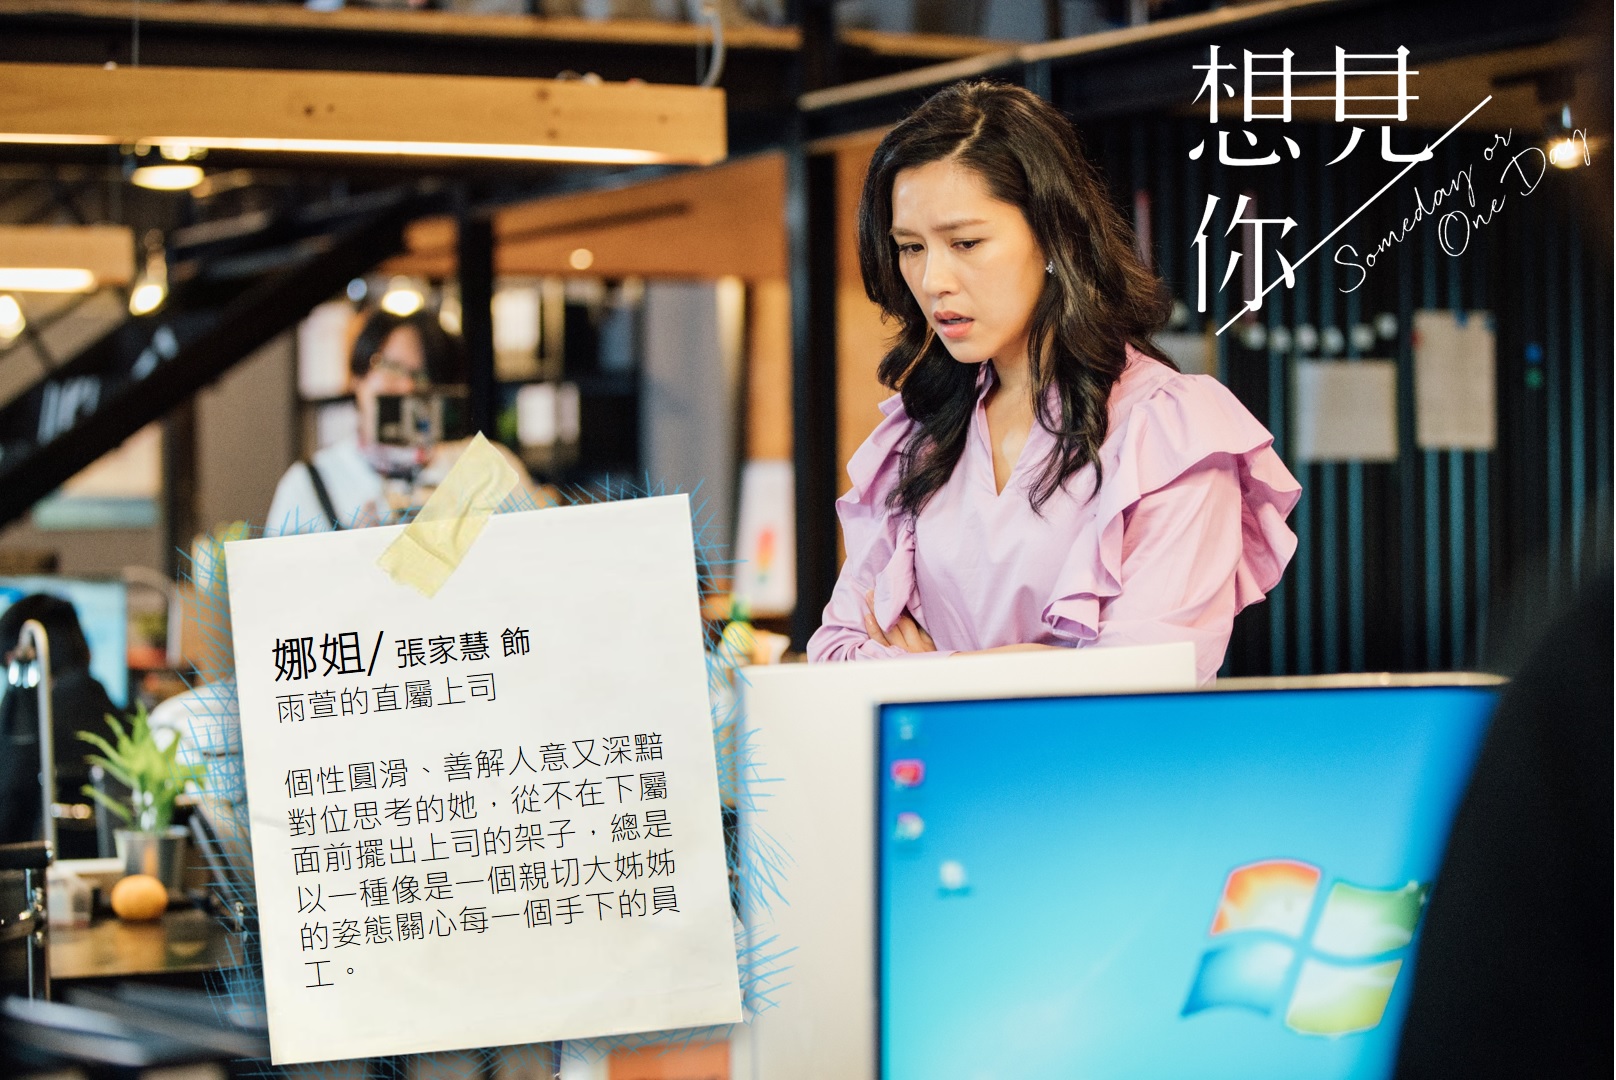 想見
你
Someday or
One Day
娜姐/ 張家慧 飾
雨萱的直屬上司
個性圓滑、善解人意又深黯
對位思考的她，從不在下屬
面前擺出上司的架子，總是
以一種像是一個親切大姊姊
的姿態關心每一個手下的員
工。